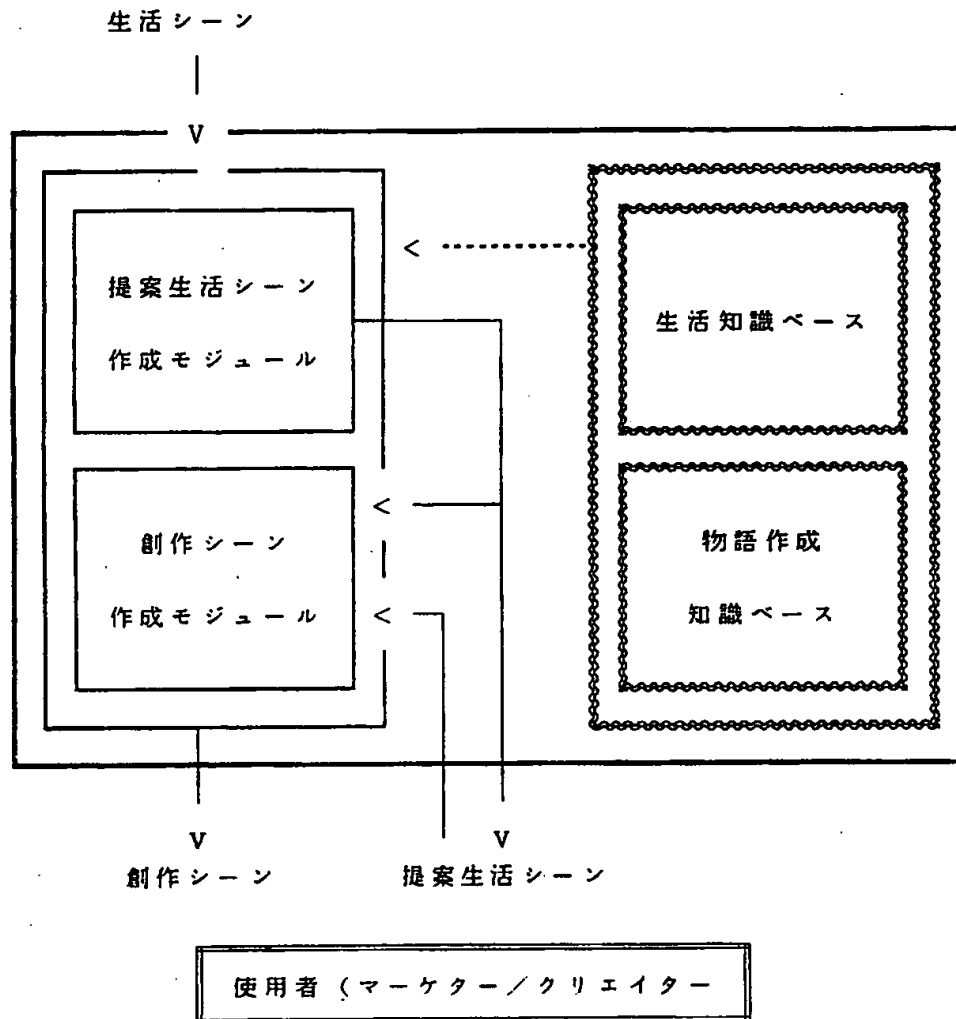 生活シーン
V
提案生活シーン
作成モジュール
<
生活知識ベース
創作シーン
作成モジュール
<
<
物語作成
知識ベース
V
創作シーン
V
提案生活シーン
使用者（マーケター／クリエイター